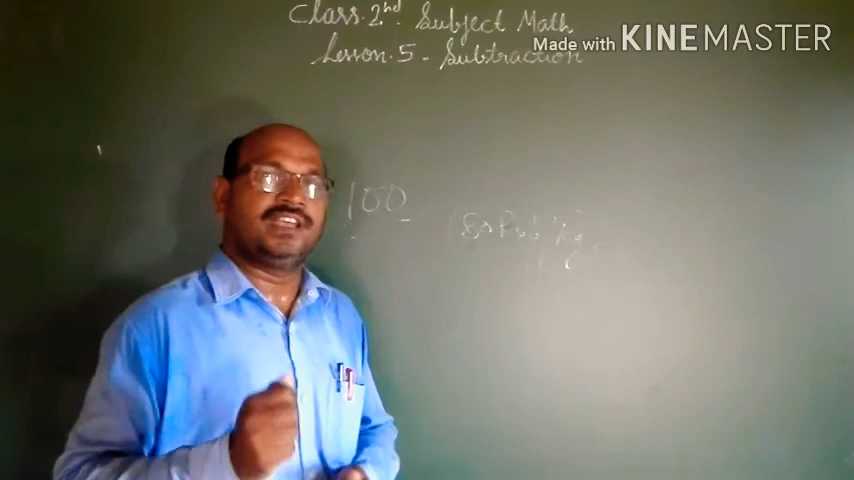 Class. 2nd. Subject Math
Made with KINEMASTER
Lesson. 5 - Subtraction
100